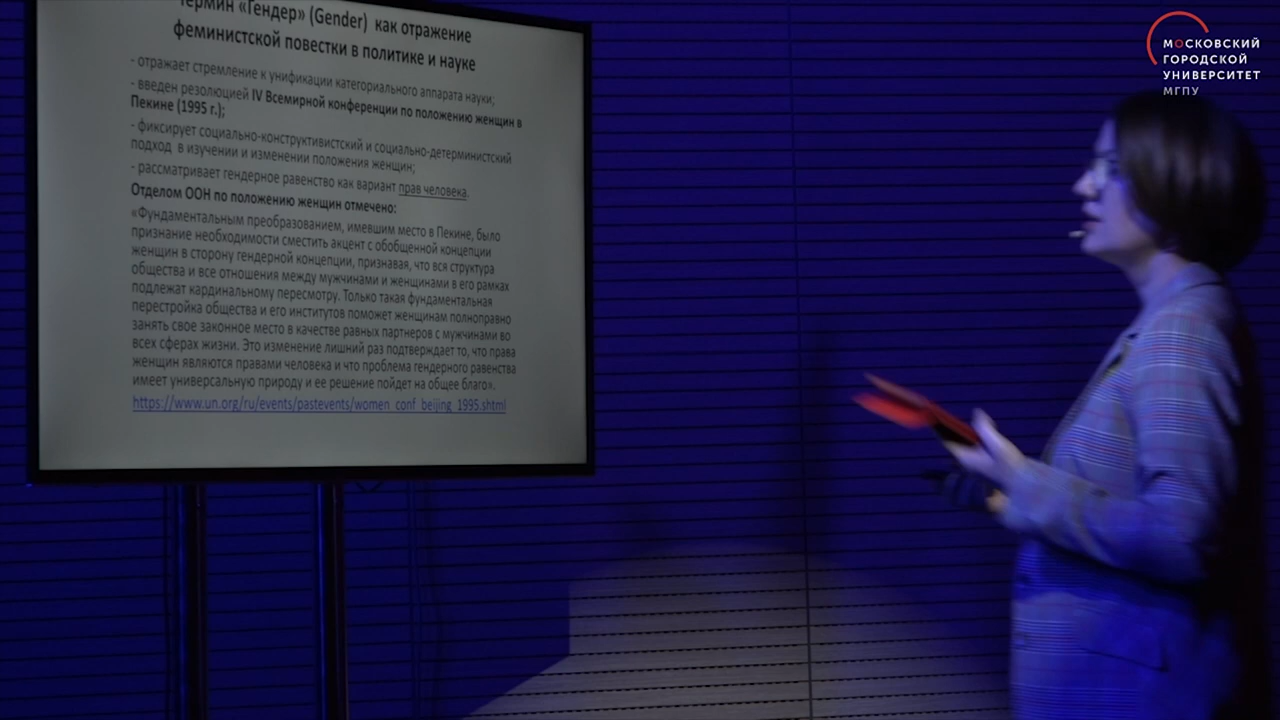 Термин «Гендер» (Gender) как отражение
феминистской повестки в политике и науке
- отражает стремление к унификации категориального аппарата науки;
- введен резолюцией IV Всемирной конференции по положению женщин в
Пекине (1995 г.);
- фиксирует социально-конструктивистский и социально-детерминистский
подход в изучении и изменении положения женщин;
- рассматривает гендерное равенство как вариант прав человека.
Отделом ООН по положению женщин отмечено:
«Фундаментальным преобразованием, имевшим место в Пекине, было
признание необходимости сместить акцент с обобщенной концепции
женщин в сторону гендерной концепции, признавая, что вся структура
общества и все отношения между мужчинами и женщинами в его рамках
подлежат кардинальному пересмотру. Только такая фундаментальная
перестройка общества и его институтов поможет женщинам полноправно
занять свое законное место в качестве равных партнеров с мужчинами во
всех сферах жизни. Это изменение лишний раз подтверждает то, что права
женщин являются правами человека и что проблема гендерного равенства
имеет универсальную природу и ее решение пойдет на общее благо».
https://www.un.org/ru/events/pastevents/women_conf_beijing_1995.shtml
МОСКОВСКИЙ
ГОРОДСКОЙ
УНИВЕРСИТЕТ
МГПУ